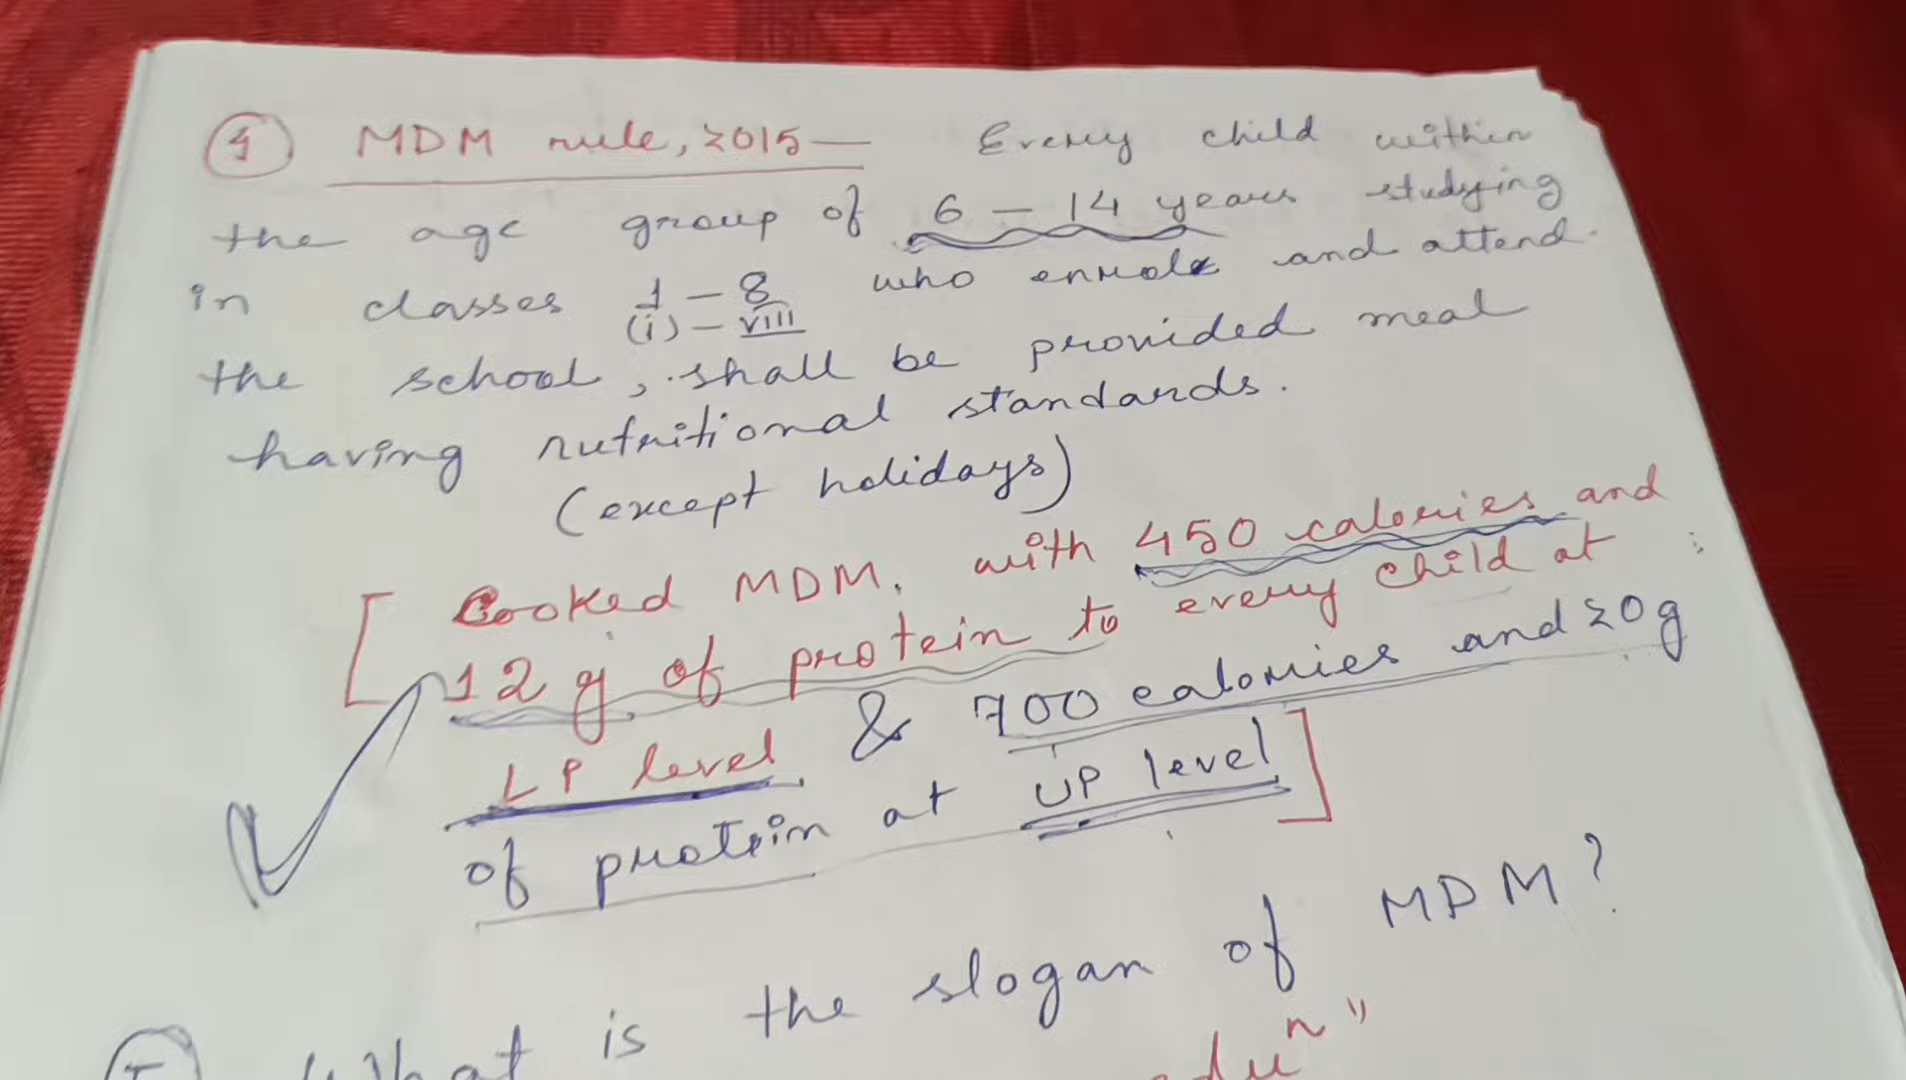 4 MDM rule, 2015— Every child within
the age group of 6 – 14 years studying
in classes 1 – 8 who enrols and attend
(i) – VIII
the school, shall be provided meal
having nutritional standards.
(except holidays)
[ Cooked MDM, with 450 calories and
12 g of protein to every child at
LP level & 700 calories and 20g
of protein at UP level ]
What is the slogan of MDM?
eduⁿ"